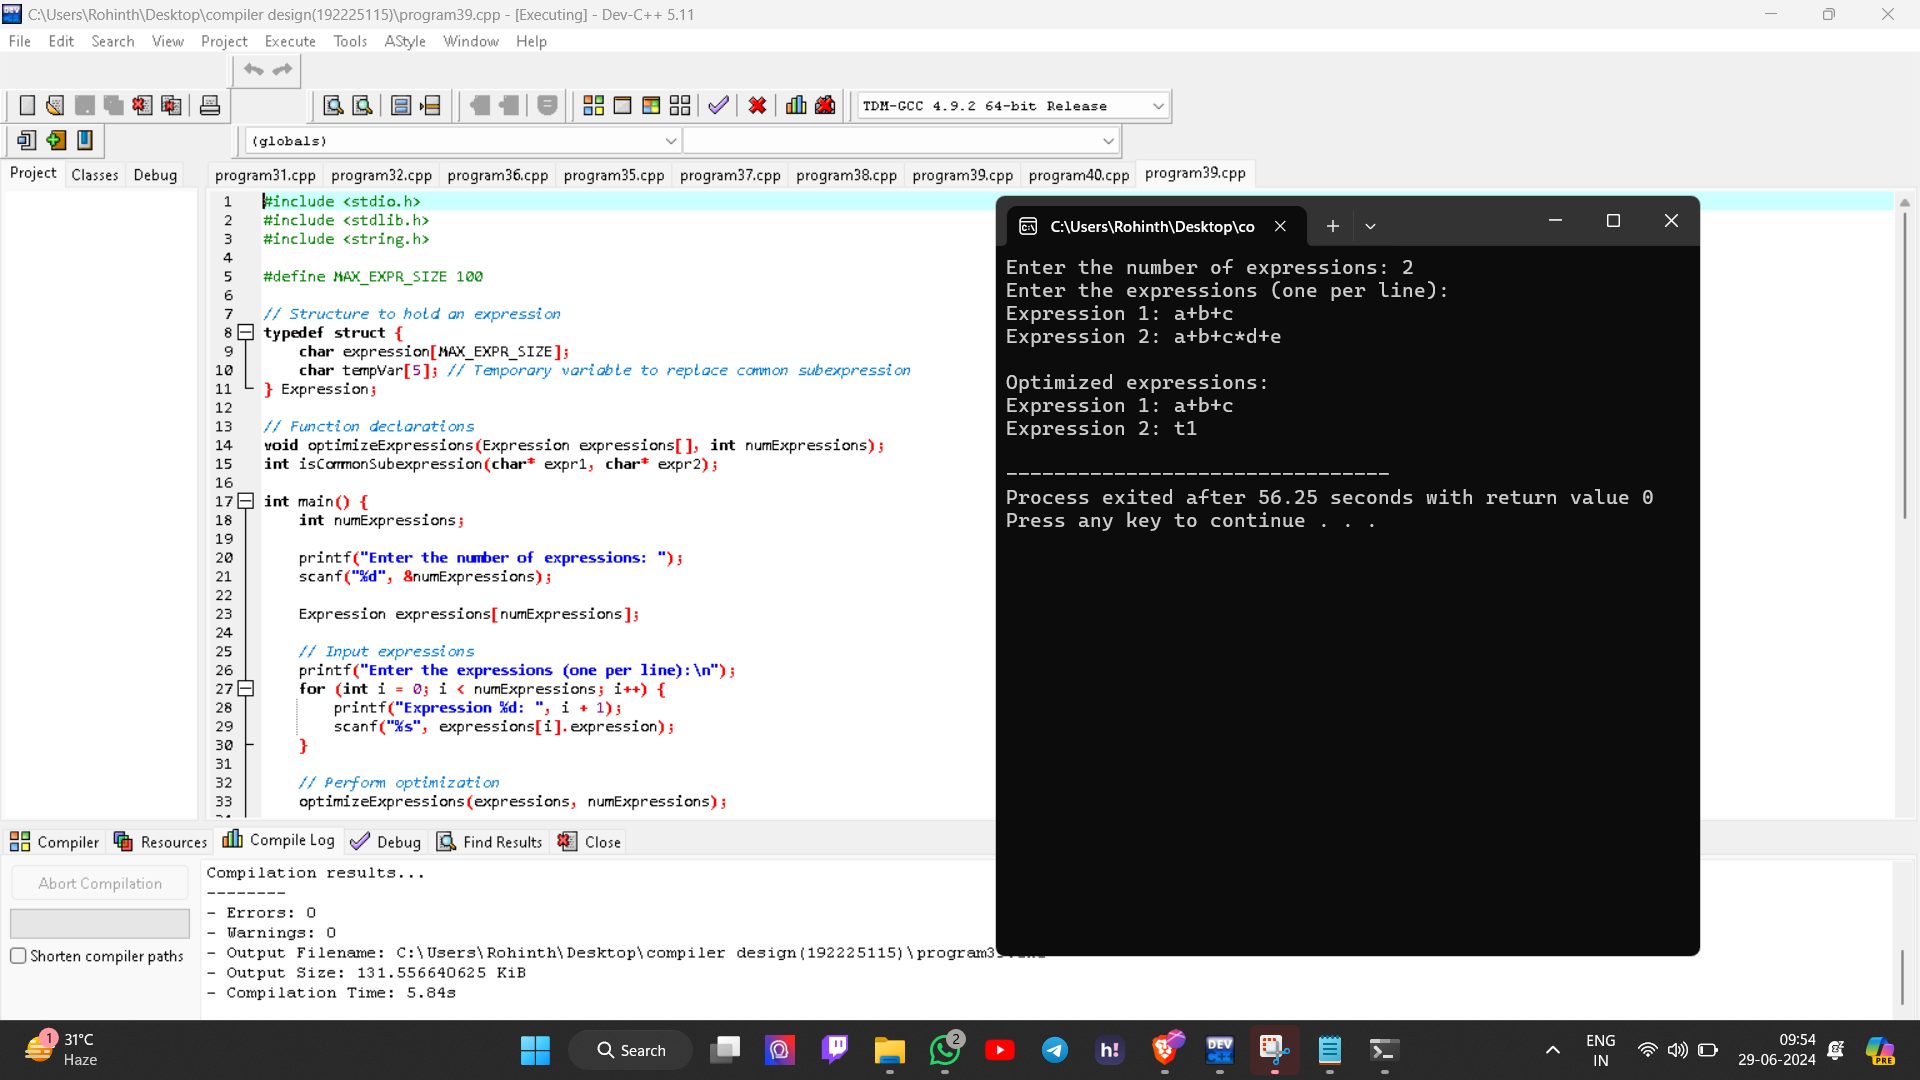 C:\Users\Rohinth\Desktop\compiler design(192225115)\program39.cpp - [Executing] - Dev-C++ 5.11
File Edit Search View Project Execute Tools AStyle Window Help
TDM-GCC 4.9.2 64-bit Release
(globals)
Project Classes Debug
program31.cpp program32.cpp program36.cpp program35.cpp program37.cpp program38.cpp program39.cpp program40.cpp program39.cpp
1 #include <stdio.h>
2 #include <stdlib.h>
3 #include <string.h>
4
5 #define MAX_EXPR_SIZE 100
6
7 // Structure to hold an expression
8 typedef struct {
9 char expression[MAX_EXPR_SIZE];
10 char tempVar[5]; // Temporary variable to replace common subexpression
11 } Expression;
12
13 // Function declarations
14 void optimizeExpressions(Expression expressions[], int numExpressions);
15 int isCommonSubexpression(char* expr1, char* expr2);
16
17 int main() {
18 int numExpressions;
19
20 printf("Enter the number of expressions: ");
21 scanf("%d", &numExpressions);
22
23 Expression expressions[numExpressions];
24
25 // Input expressions
26 printf("Enter the expressions (one per line):\n");
27 for (int i = 0; i < numExpressions; i++) {
28 printf("Expression %d: ", i + 1);
29 scanf("%s", expressions[i].expression);
30 }
31
32 // Perform optimization
33 optimizeExpressions(expressions, numExpressions);
C:\Users\Rohinth\Desktop\co
Enter the number of expressions: 2
Enter the expressions (one per line):
Expression 1: a+b+c
Expression 2: a+b+c*d+e
Optimized expressions:
Expression 1: a+b+c
Expression 2: t1
--------------------------------
Process exited after 56.25 seconds with return value 0
Press any key to continue . . .
Compiler Resources Compile Log Debug Find Results Close
Abort Compilation
Shorten compiler paths
Compilation results...
--------
- Errors: 0
- Warnings: 0
- Output Filename: C:\Users\Rohinth\Desktop\compiler design(192225115)\program3
- Output Size: 131.556640625 KiB
- Compilation Time: 5.84s
1
31°C
Haze
Search
2
h!
DEV
C++
PRE
ENG
IN
09:54
29-06-2024